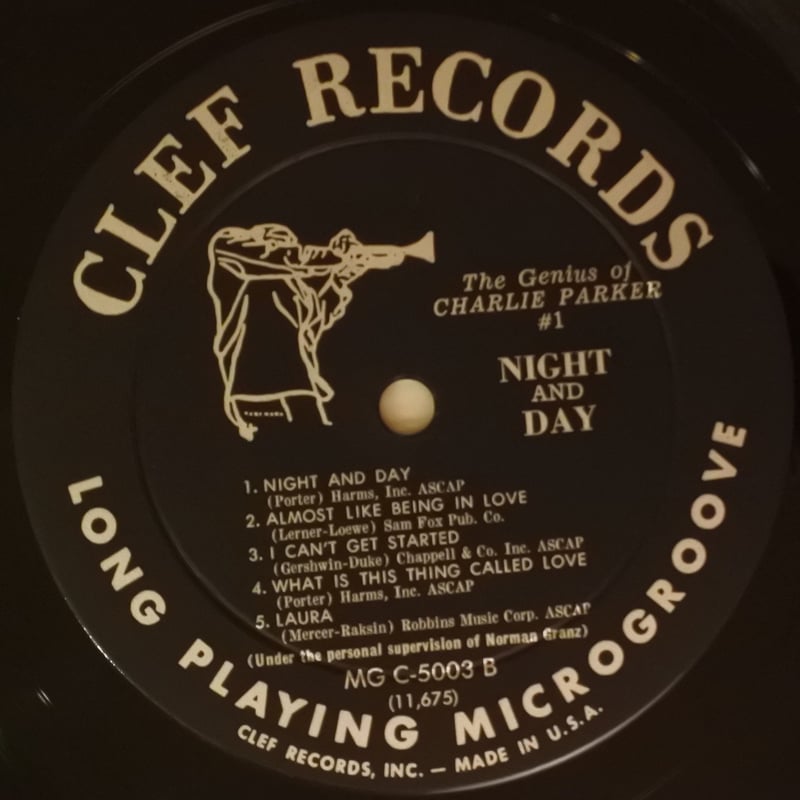 CLEF RECORDS
The Genius of
CHARLIE PARKER
#1
NIGHT
AND
DAY
1. NIGHT AND DAY
(Porter) Harms, Inc. ASCAP
2. ALMOST LIKE BEING IN LOVE
(Lerner-Loewe) Sam Fox Pub. Co.
3. I CAN'T GET STARTED
(Gershwin-Duke) Chappell & Co. Inc. ASCAP
4. WHAT IS THIS THING CALLED LOVE
(Porter) Harms, Inc. ASCAP
5. LAURA
(Mercer-Raksin) Robbins Music Corp. ASCAP
(Under the personal supervision of Norman Granz)
MG C-5003 B
(11,675)
LONG PLAYING MICROGROOVE
CLEF RECORDS, INC. — MADE IN U.S.A.